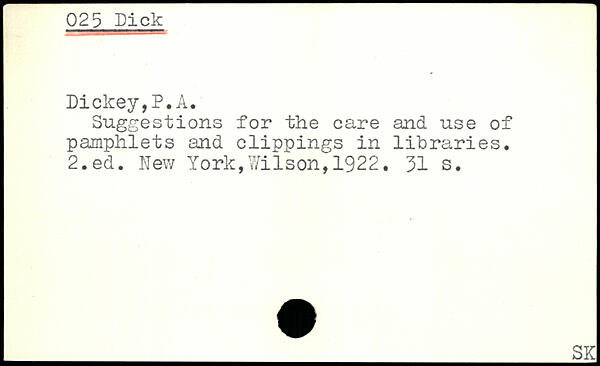 025 Dick
Dickey,P.A.
Suggestions for the care and use of
pamphlets and clippings in libraries.
2.ed. New York,Wilson,1922. 31 s.
SK